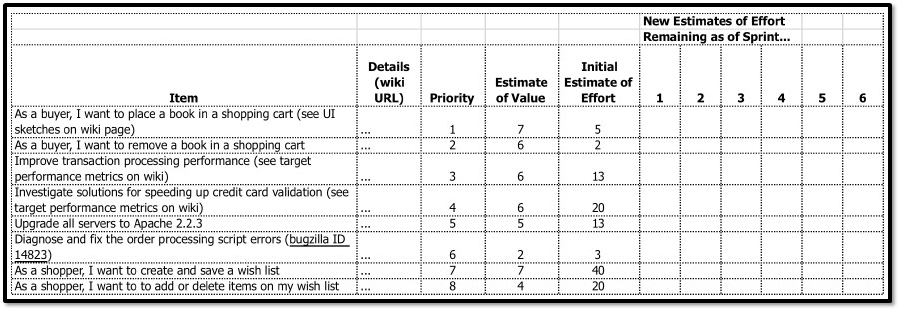 New Estimates of Effort
Remaining as of Sprint...
Item Details (wiki URL) Priority Estimate of Value Initial Estimate of Effort 1 2 3 4 5 6
As a buyer, I want to place a book in a shopping cart (see UI
sketches on wiki page) ... 1 7 5
As a buyer, I want to remove a book in a shopping cart ... 2 6 2
Improve transaction processing performance (see target
performance metrics on wiki) ... 3 6 13
Investigate solutions for speeding up credit card validation (see
target performance metrics on wiki) ... 4 6 20
Upgrade all servers to Apache 2.2.3 ... 5 5 13
Diagnose and fix the order processing script errors (bugzilla ID
14823) ... 6 2 3
As a shopper, I want to create and save a wish list ... 7 7 40
As a shopper, I want to to add or delete items on my wish list ... 8 4 20